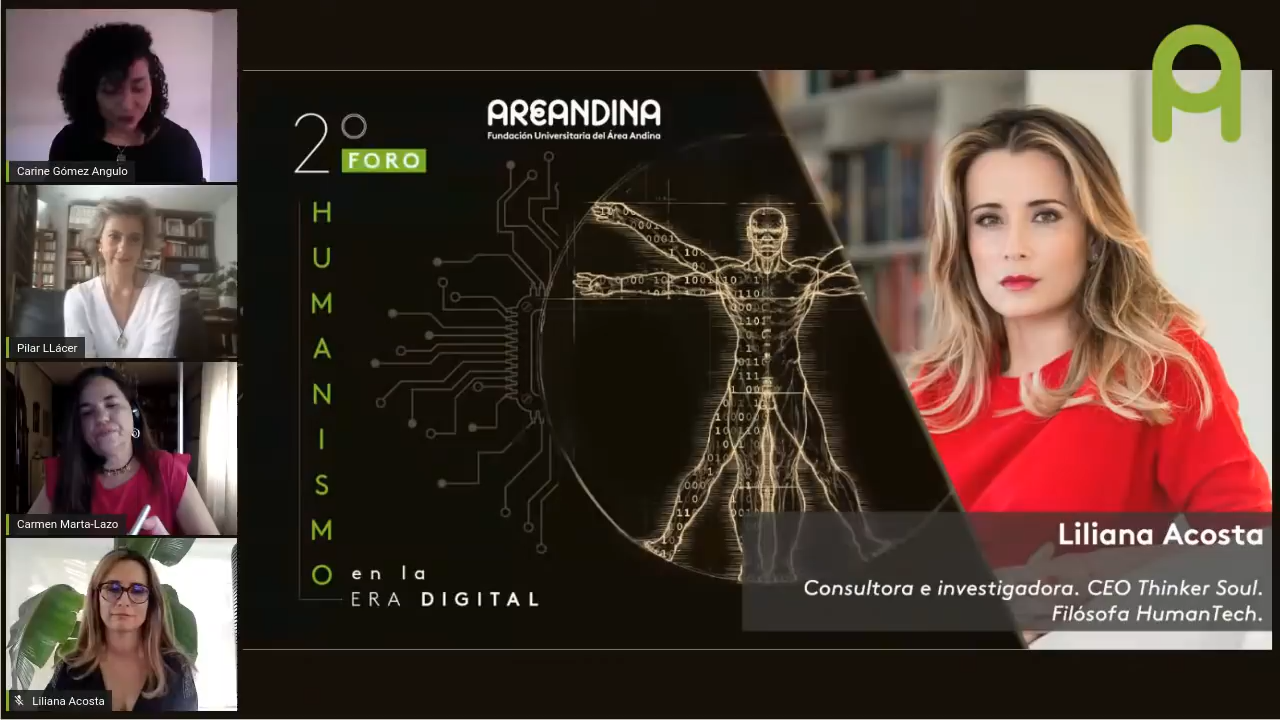 Carine Gómez Angulo
Pilar LLácer
Carmen Marta-Lazo
Liliana Acosta
2º
FORO
HUMANISMO
en la
ERA DIGITAL
AREANDINA
Fundación Universitaria del Área Andina
Liliana Acosta
Consultora e investigadora. CEO Thinker Soul.
Filósofa HumanTech.